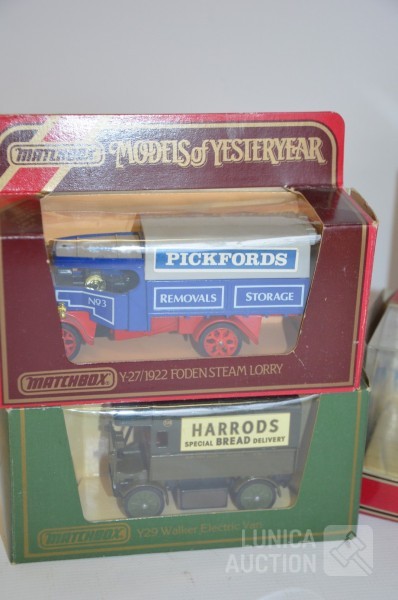 MATCHBOX
MODELS of YESTERYEAR
PICKFORDS
No3
REMOVALS
STORAGE
MATCHBOX
Y-27/1922 FODEN STEAM LORRY
HARRODS
SPECIAL BREAD DELIVERY
MATCHBOX
Y29 Walker Electric Van
LUNICA
AUCTION